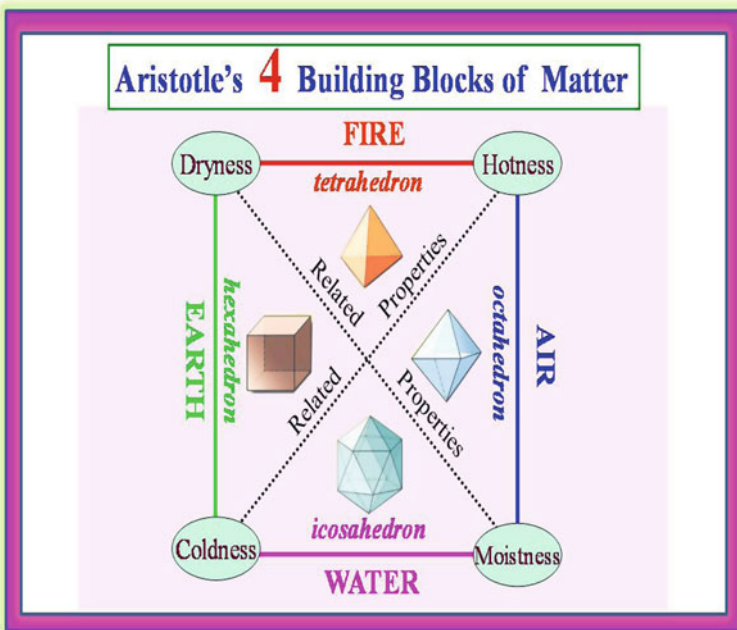 Aristotle's 4 Building Blocks of Matter
FIRE
Dryness
Hotness
tetrahedron
Related
Properties
EARTH
hexahedron
octahedron
AIR
Related
Properties
icosahedron
Coldness
Moistness
WATER